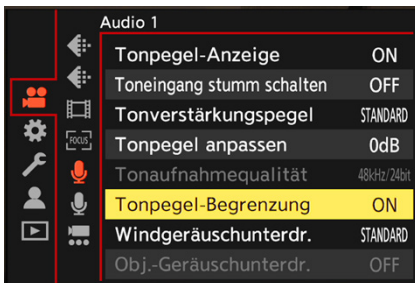 Audio 1
Tonpegel-Anzeige ON
Toneingang stumm schalten OFF
Tonverstärkungspegel STANDARD
Tonpegel anpassen 0dB
FOCUS
Tonaufnahmequalität 48kHz/24bit
Tonpegel-Begrenzung ON
Windgeräuschunterdr. STANDARD
Obj.-Geräuschunterdr. OFF